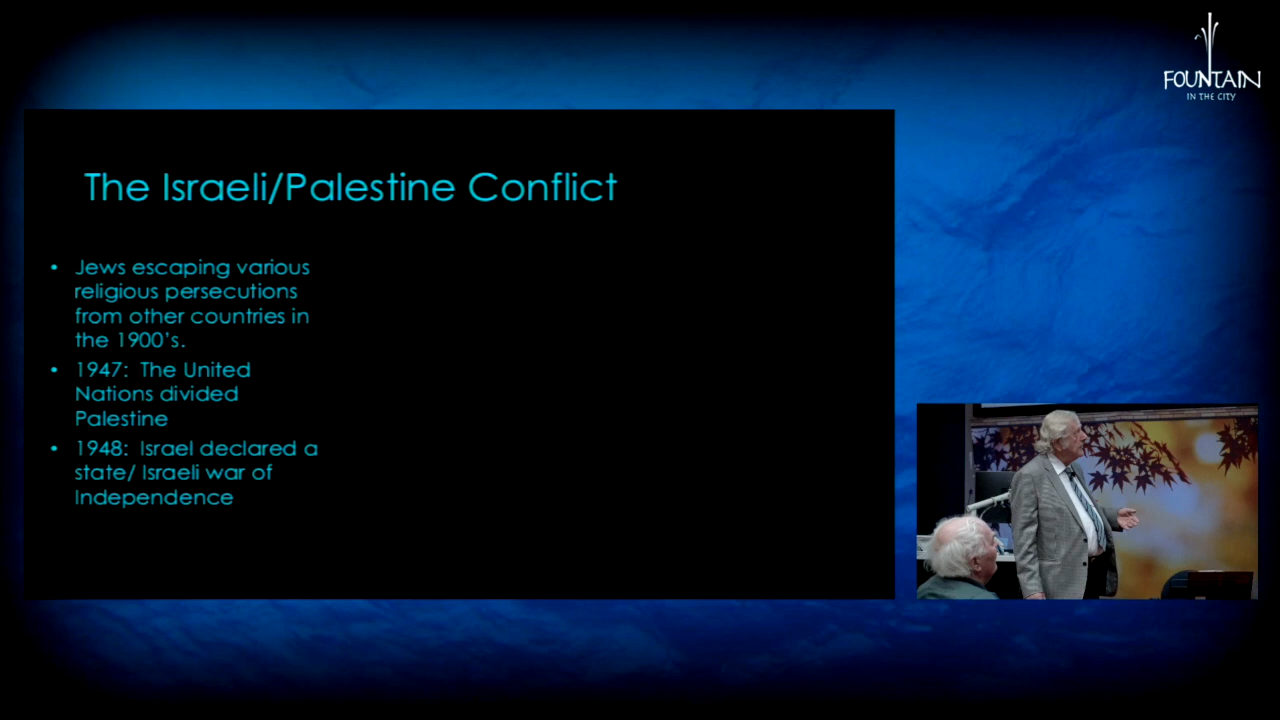 FOUNTAIN
IN THE CITY
The Israeli/Palestine Conflict
• Jews escaping various
religious persecutions
from other countries in
the 1900's.
• 1947: The United
Nations divided
Palestine
• 1948: Israel declared a
state/ Israeli war of
Independence